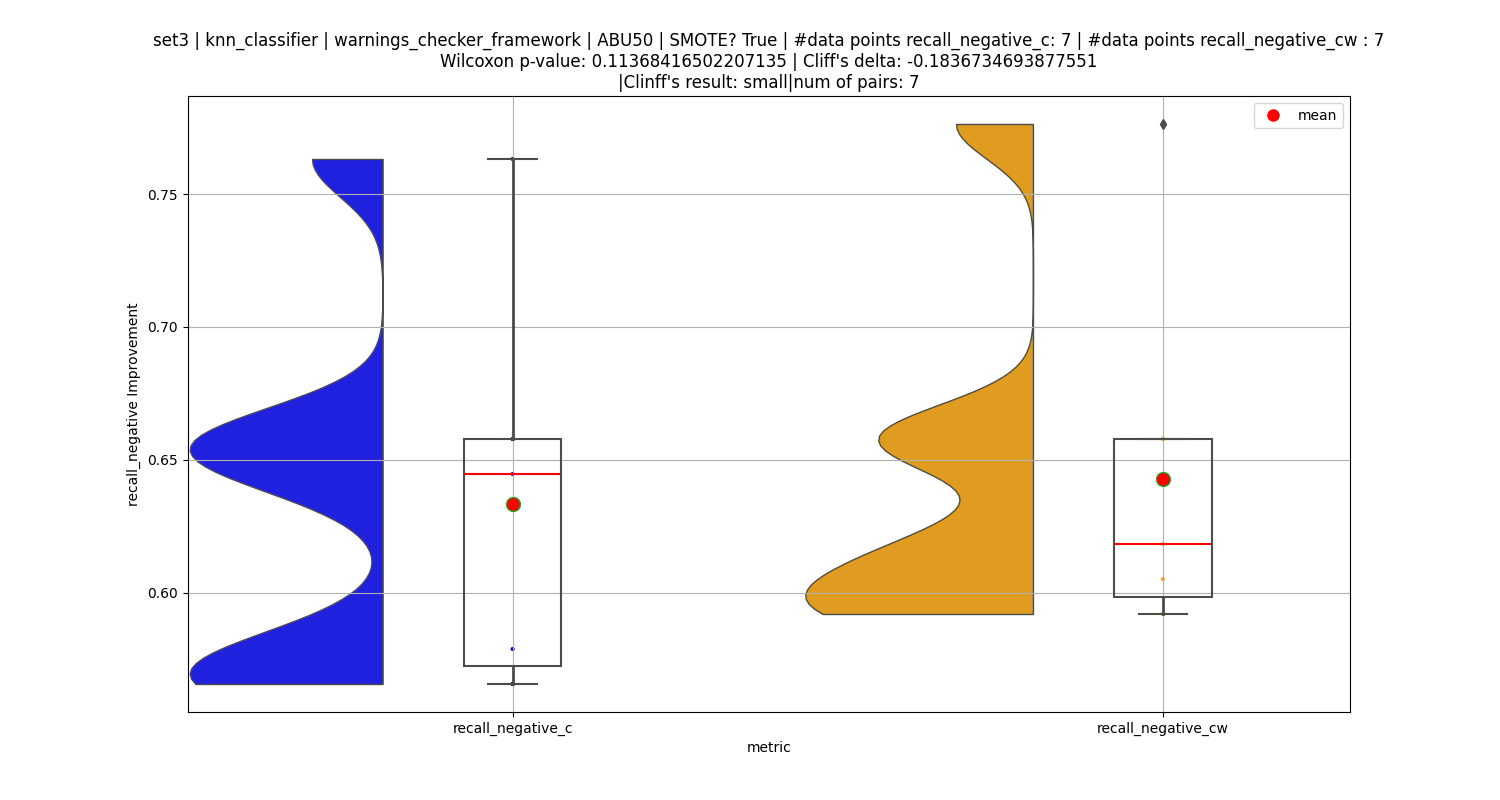 set3 | knn_classifier | warnings_checker_framework | ABU50 | SMOTE? True | #data points recall_negative_c: 7 | #data points recall_negative_cw : 7
Wilcoxon p-value: 0.11368416502207135 | Cliff's delta: -0.1836734693877551
|Clinff's result: small|num of pairs: 7
mean
0.75
0.70
0.65
0.60
recall_negative Improvement
recall_negative_c
recall_negative_cw
metric